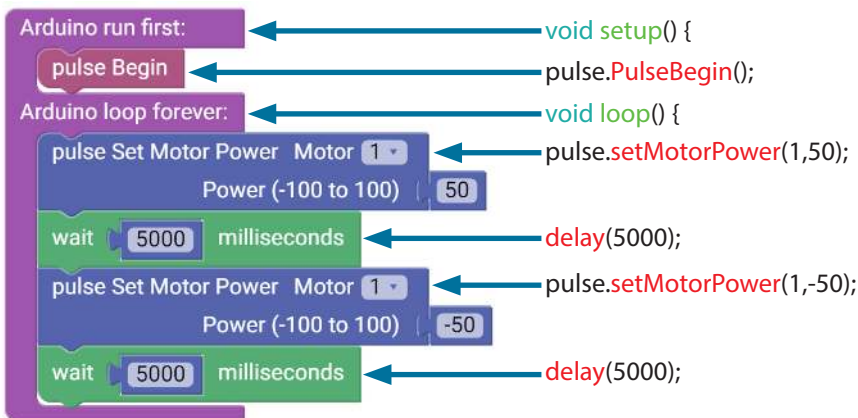 Arduino run first: void setup() {
pulse Begin pulse.PulseBegin();
Arduino loop forever: void loop() {
pulse Set Motor Power Motor 1 pulse.setMotorPower(1,50);
Power (-100 to 100) 50
wait 5000 milliseconds delay(5000);
pulse Set Motor Power Motor 1 pulse.setMotorPower(1,-50);
Power (-100 to 100) -50
wait 5000 milliseconds delay(5000);